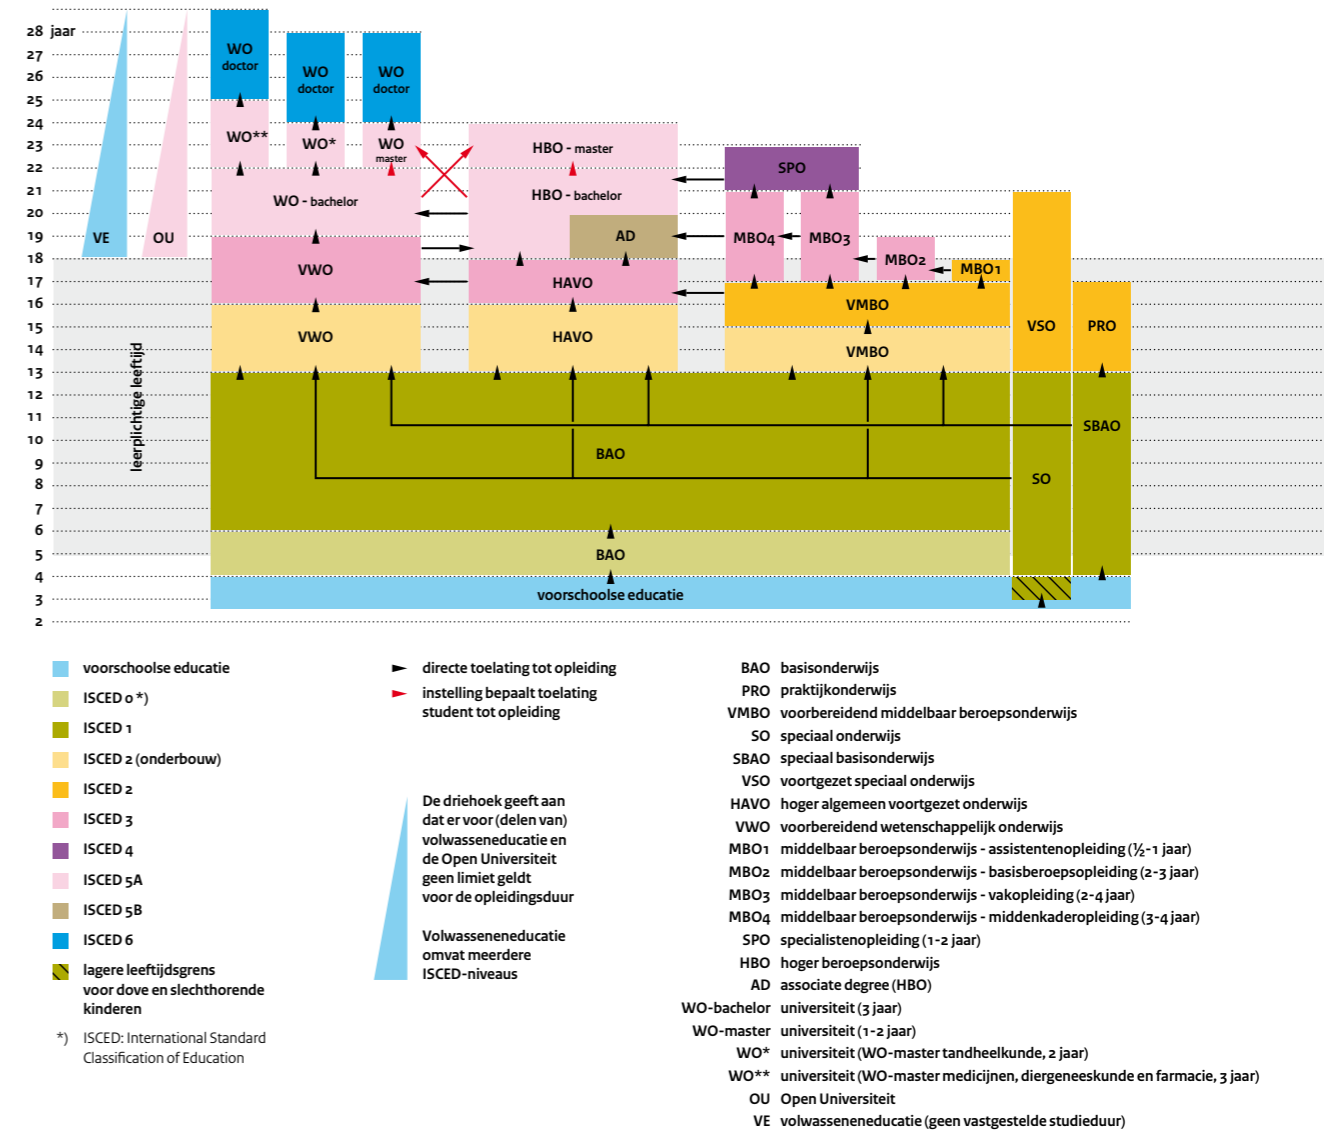 28 jaar
27
26
25
24
23
22
21
20
19
18
17
16
15
14
13
12
11
10
9
8
7
6
5
4
3
2
VE
OU
leerplichtige leeftijd
WO
doctor
WO
doctor
WO
doctor
WO**
WO*
WO
master
HBO - master
WO - bachelor
HBO - bachelor
AD
SPO
MBO4
MBO3
MBO2
MBO1
VWO
HAVO
VMBO
VWO
HAVO
VMBO
VSO
PRO
BAO
SO
SBAO
BAO
voorschoolse educatie
voorschoolse educatie
ISCED 0 *)
ISCED 1
ISCED 2 (onderbouw)
ISCED 2
ISCED 3
ISCED 4
ISCED 5A
ISCED 5B
ISCED 6
lagere leeftijdsgrens
voor dove en slechthorende
kinderen
*) ISCED: International Standard
Classification of Education
directe toelating tot opleiding
instelling bepaalt toelating
student tot opleiding
De driehoek geeft aan
dat er voor (delen van)
volwasseneducatie en
de Open Universiteit
geen limiet geldt
voor de opleidingsduur
Volwasseneneducatie
omvat meerdere
ISCED-niveaus
BAO basisonderwijs
PRO praktijkonderwijs
VMBO voorbereidend middelbaar beroepsonderwijs
SO speciaal onderwijs
SBAO speciaal basisonderwijs
VSO voortgezet speciaal onderwijs
HAVO hoger algemeen voortgezet onderwijs
VWO voorbereidend wetenschappelijk onderwijs
MBO1 middelbaar beroepsonderwijs - assistentenopleiding (½-1 jaar)
MBO2 middelbaar beroepsonderwijs - basisberoepsopleiding (2-3 jaar)
MBO3 middelbaar beroepsonderwijs - vakopleiding (2-4 jaar)
MBO4 middelbaar beroepsonderwijs - middenkaderopleiding (3-4 jaar)
SPO specialistenopleiding (1-2 jaar)
HBO hoger beroepsonderwijs
AD associate degree (HBO)
WO-bachelor universiteit (3 jaar)
WO-master universiteit (1-2 jaar)
WO* universiteit (WO-master tandheelkunde, 2 jaar)
WO** universiteit (WO-master medicijnen, diergeneeskunde en farmacie, 3 jaar)
OU Open Universiteit
VE volwasseneneducatie (geen vastgestelde studieduur)